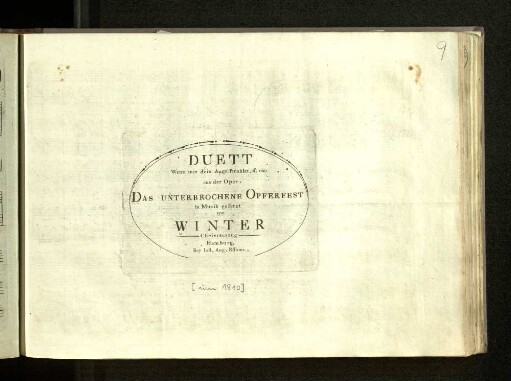 9
DUETT
Wenn mir dein Auge strahlet
aus der Oper.
DAS UNTERBROCHENE OPFERFEST
in Musik gesetzt
von
WINTER
Clavierauszug
Hamburg,
Bey Joh. Aug. Böhme.
[um 1810]